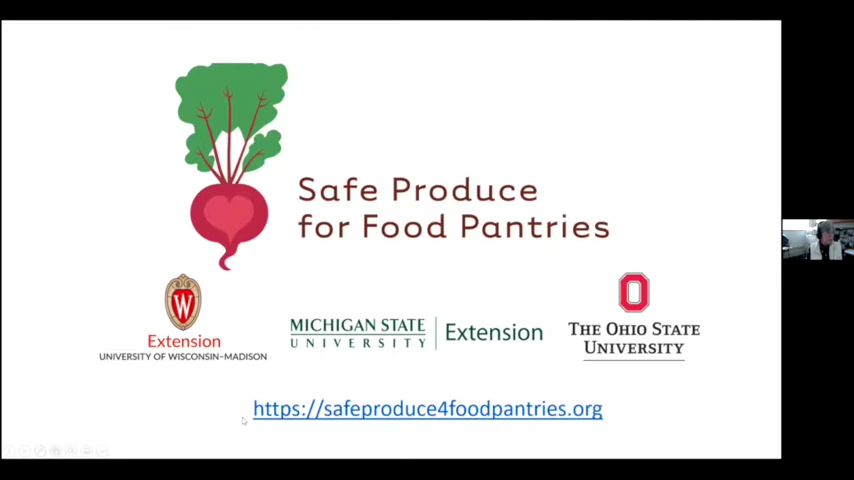 Safe Produce
for Food Pantries
W
Extension
UNIVERSITY OF WISCONSIN–MADISON
MICHIGAN STATE
UNIVERSITY
Extension
O
THE OHIO STATE
UNIVERSITY
https://safeproduce4foodpantries.org